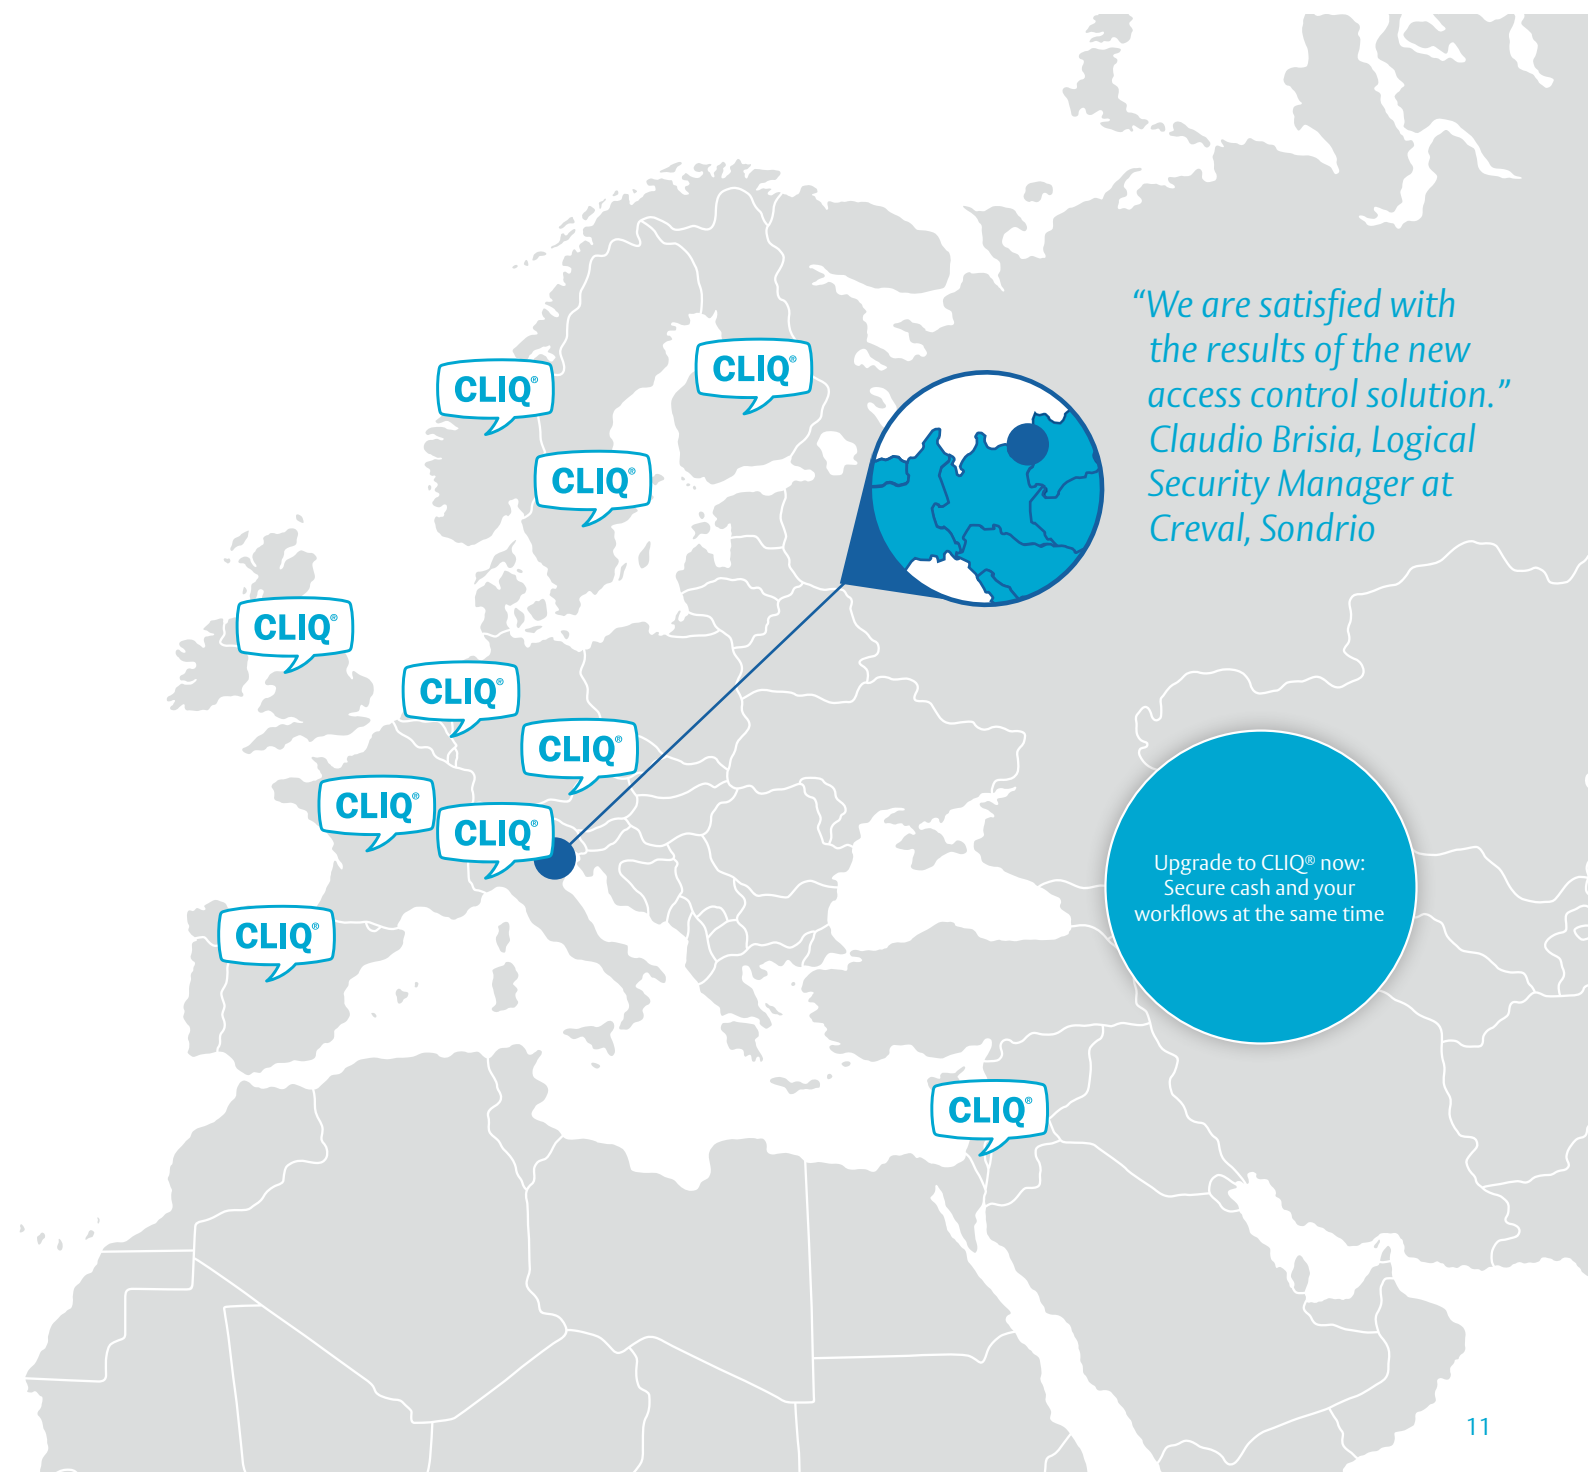 “We are satisfied with
the results of the new
access control solution.”
Claudio Brisia, Logical
Security Manager at
Creval, Sondrio
CLIQ®
CLIQ®
CLIQ®
CLIQ®
CLIQ®
CLIQ®
CLIQ®
CLIQ®
CLIQ®
CLIQ®
Upgrade to CLIQ® now:
Secure cash and your
workflows at the same time
11